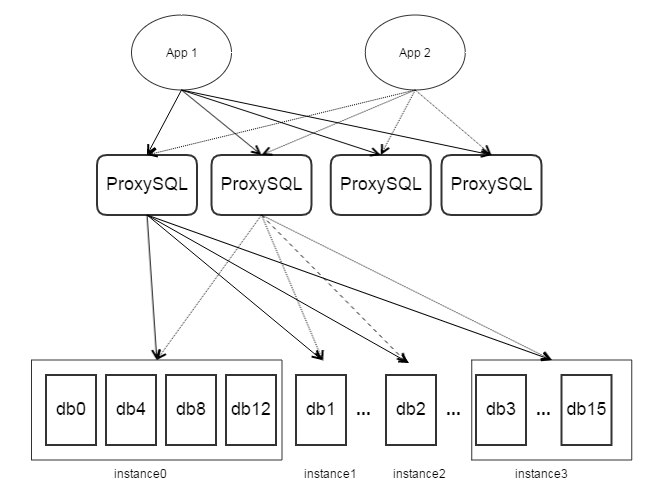 App 1
App 2
ProxySQL
ProxySQL
ProxySQL
ProxySQL
db0
db4
db8
db12
db1
...
db2
...
db3
...
db15
instance0
instance1
instance2
instance3